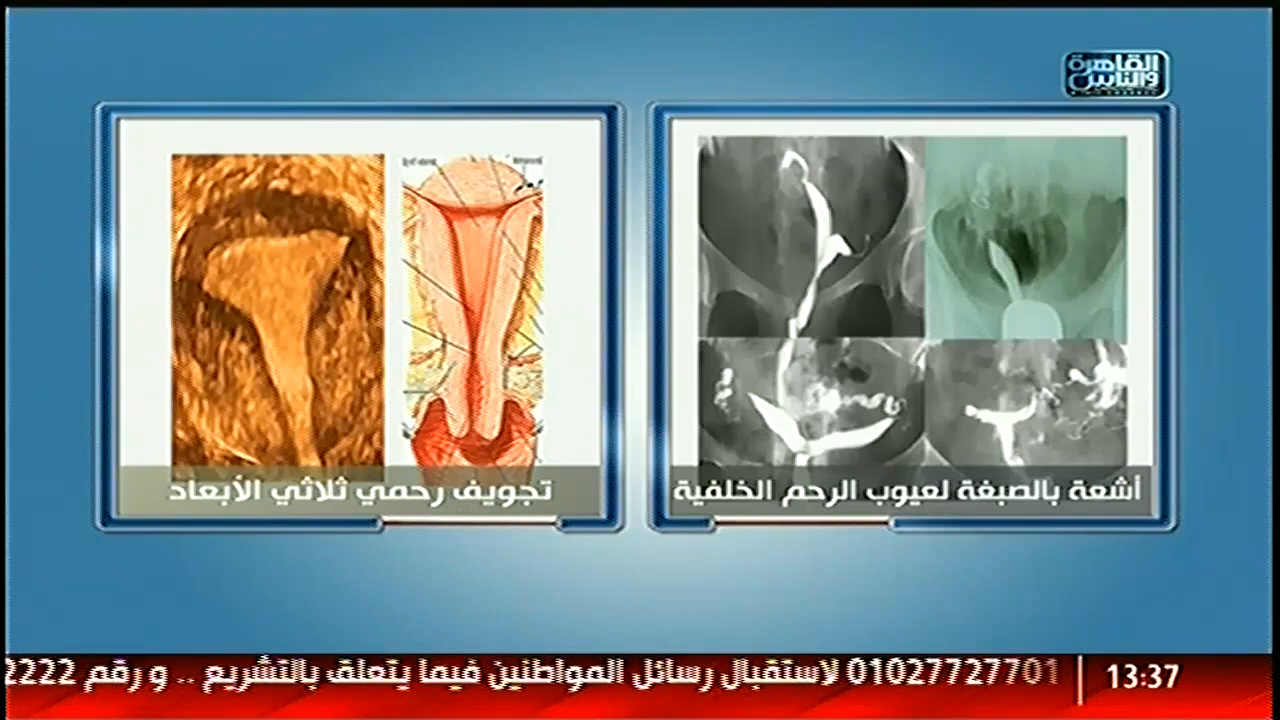 القاهرة
والناس
أشعة بالصبغة لعيوب الرحم الخلفية
تجويف رحمي ثلاثي الأبعاد
13:37
01027727701 لاستقبال رسائل المواطنين فيما يتعلق بالتشريع .. و رقم 2222